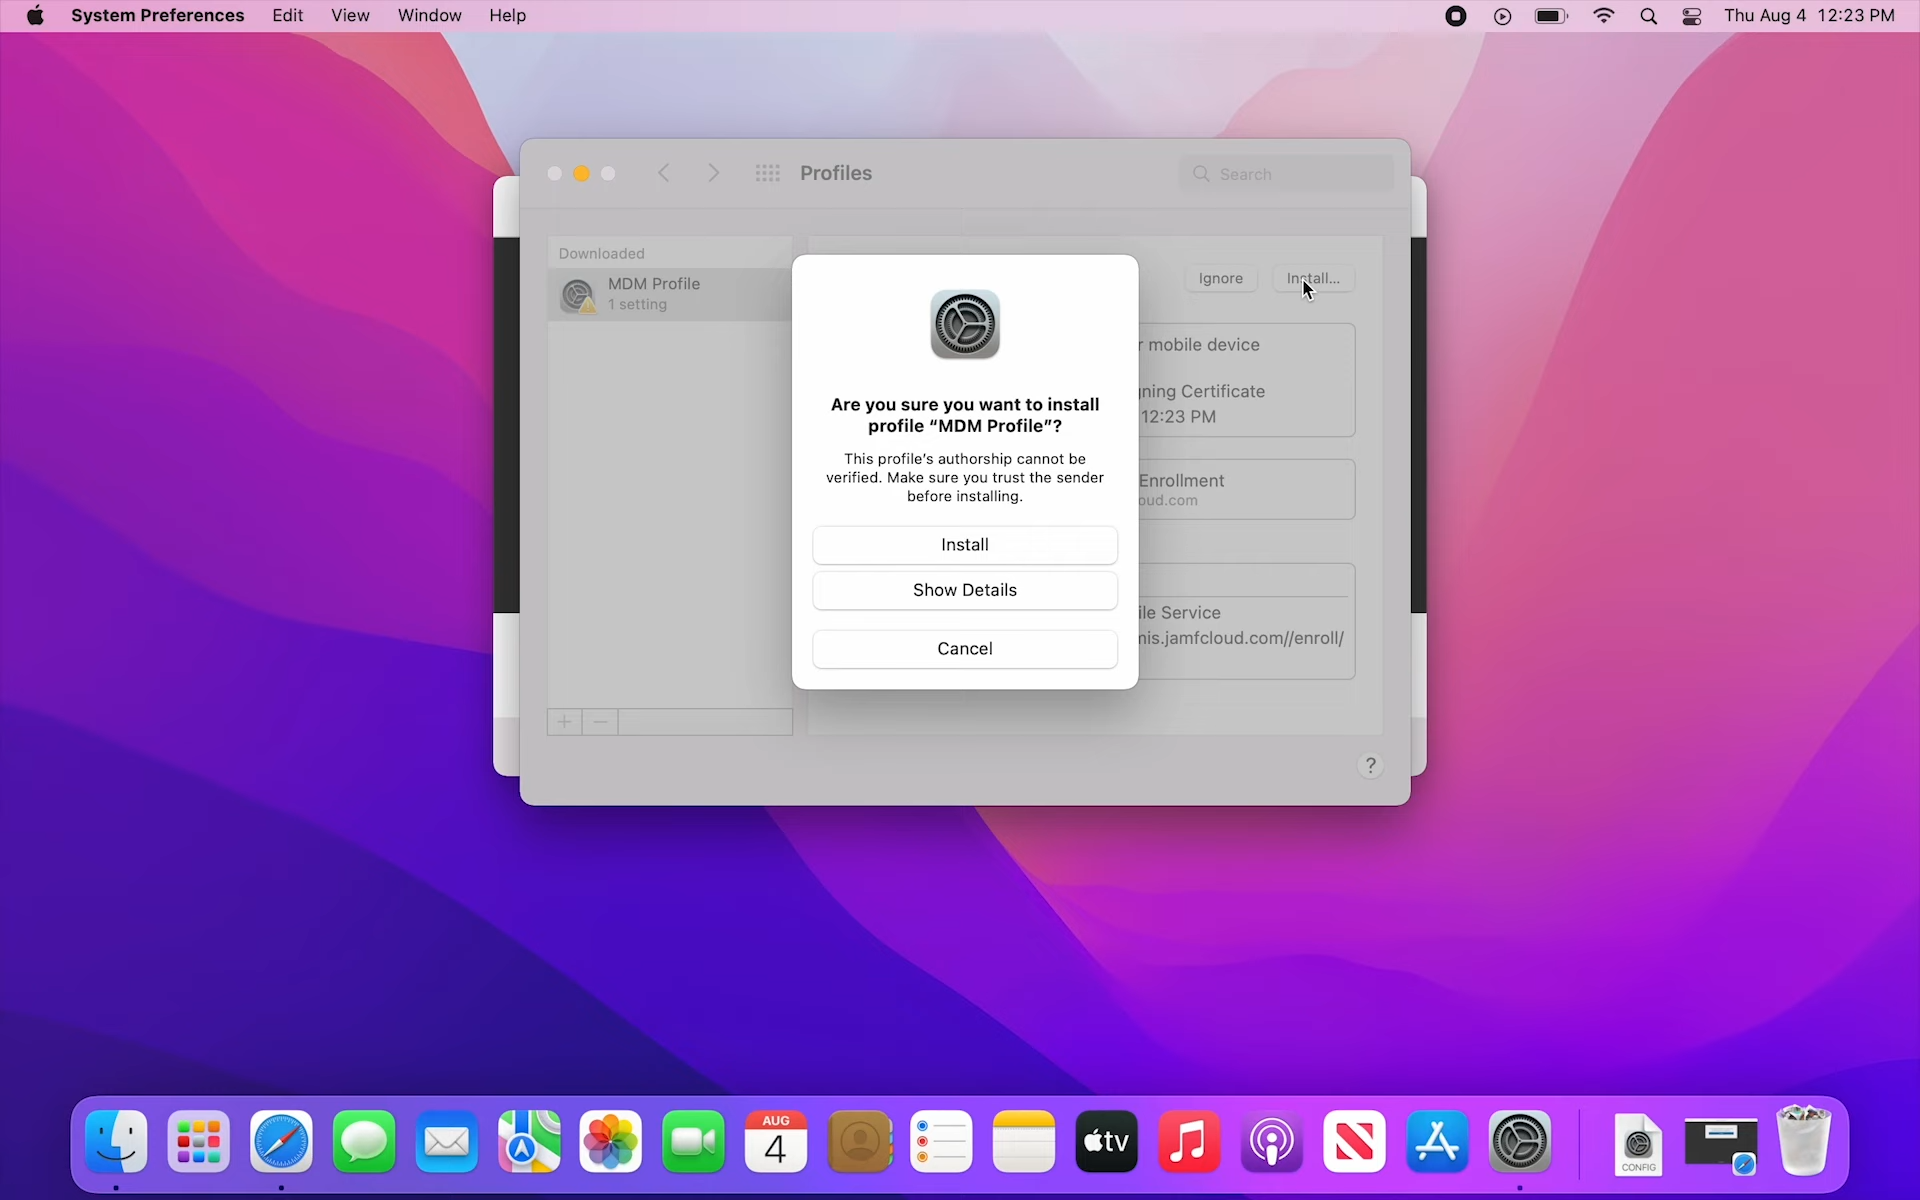 System Preferences Edit View Window Help Thu Aug 4 12:23 PM
Profiles
Search
Downloaded
MDM Profile
1 setting
Ignore
Install...
r mobile device
ning Certificate
12:23 PM
Enrollment
oud.com
ile Service
mis.jamfcloud.com//enroll/
Are you sure you want to install
profile “MDM Profile”?
This profile's authorship cannot be
verified. Make sure you trust the sender
before installing.
Install
Show Details
Cancel
?
AUG
4
tv
CONFIG